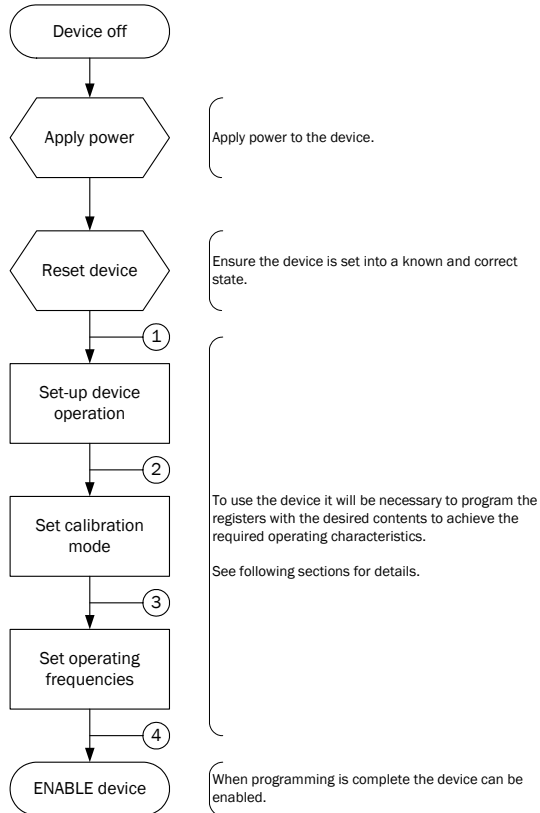 Device off
Apply power
Apply power to the device.
Reset device
Ensure the device is set into a known and correct
state.
1
Set-up device
operation
2
Set calibration
mode
To use the device it will be necessary to program the
registers with the desired contents to achieve the
required operating characteristics.
See following sections for details.
3
Set operating
frequencies
4
ENABLE device
When programming is complete the device can be
enabled.